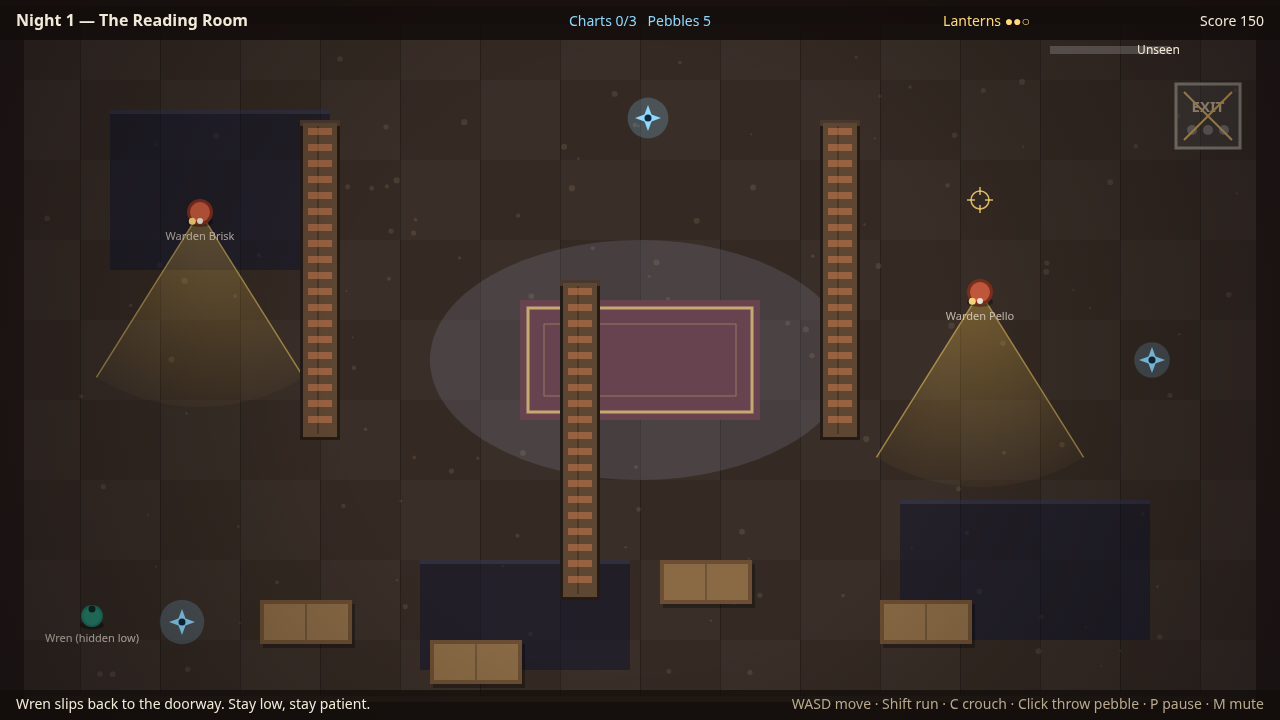 Night 1 — The Reading Room
Charts 0/3 Pebbles 5
Lanterns
Score 150
Unseen
EXIT
Warden Brisk
Warden Pello
Wren (hidden low)
Wren slips back to the doorway. Stay low, stay patient.
WASD move · Shift run · C crouch · Click throw pebble · P pause · M mute